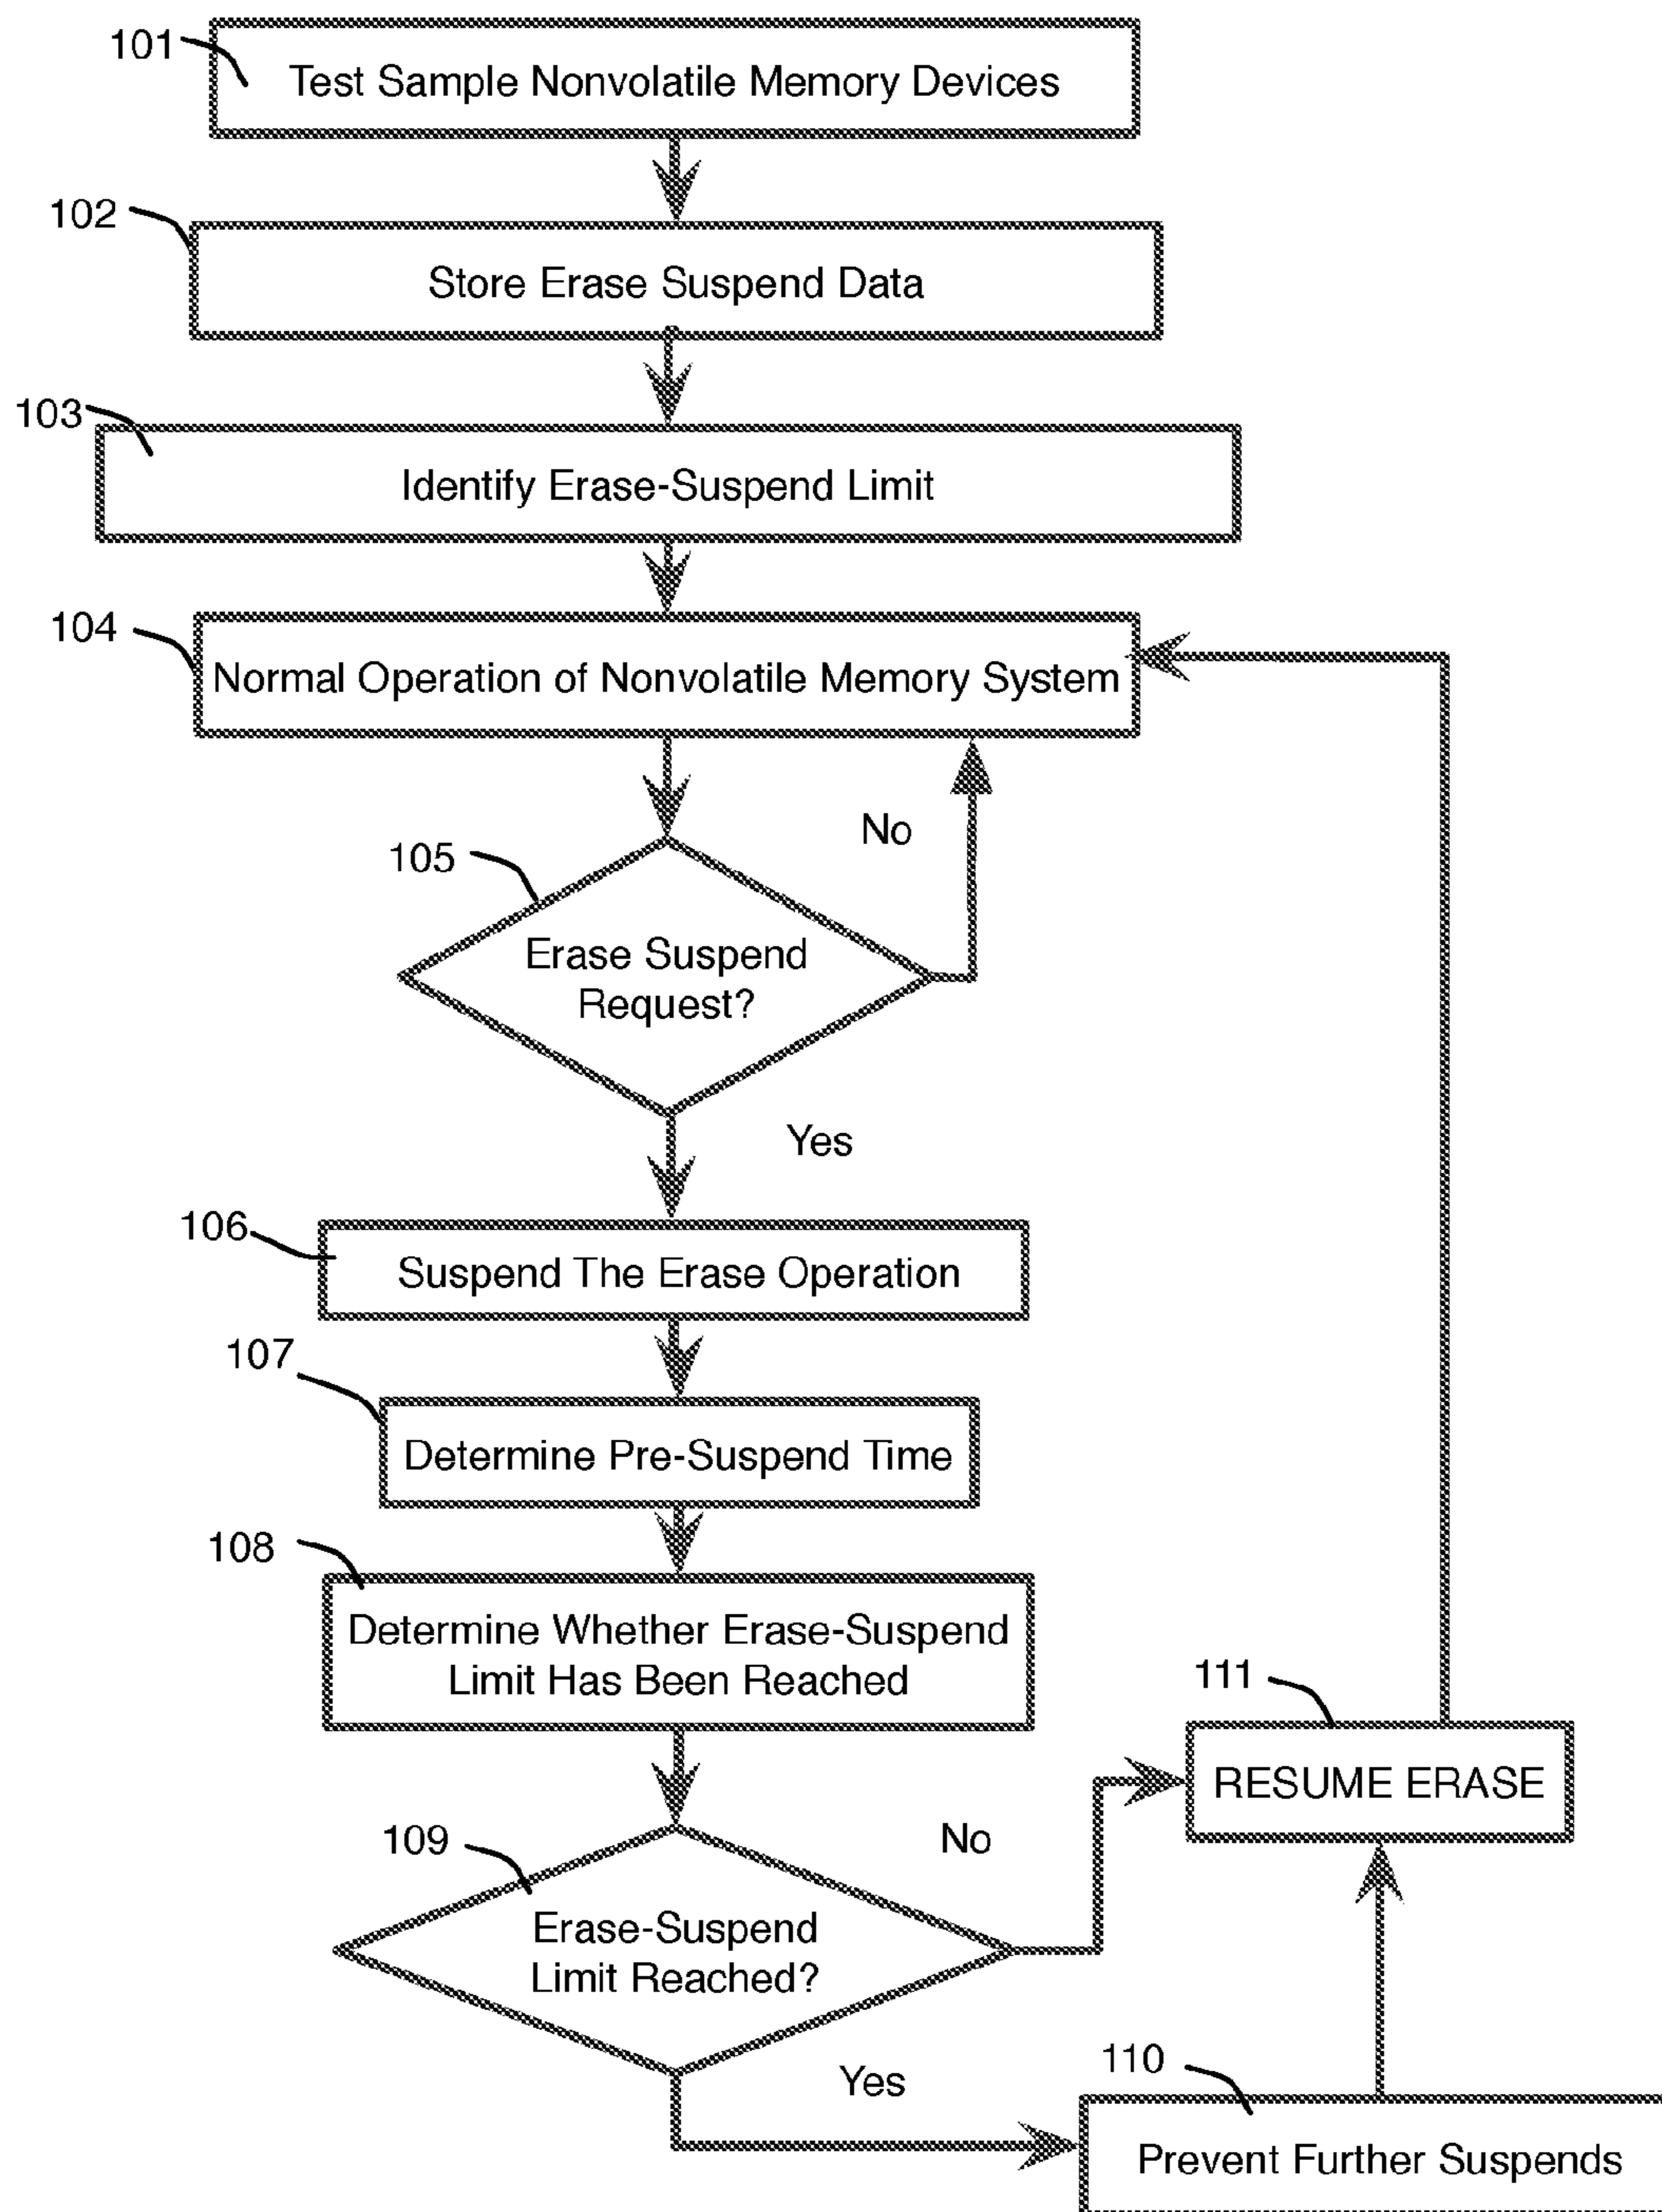 101
Test Sample Nonvolatile Memory Devices
102
Store Erase Suspend Data
103
Identify Erase-Suspend Limit
104
Normal Operation of Nonvolatile Memory System
105
No
Erase Suspend
Request?
Yes
106
Suspend The Erase Operation
107
Determine Pre-Suspend Time
108
Determine Whether Erase-Suspend
Limit Has Been Reached
111
RESUME ERASE
109
No
Erase-Suspend
Limit Reached?
Yes
110
Prevent Further Suspends